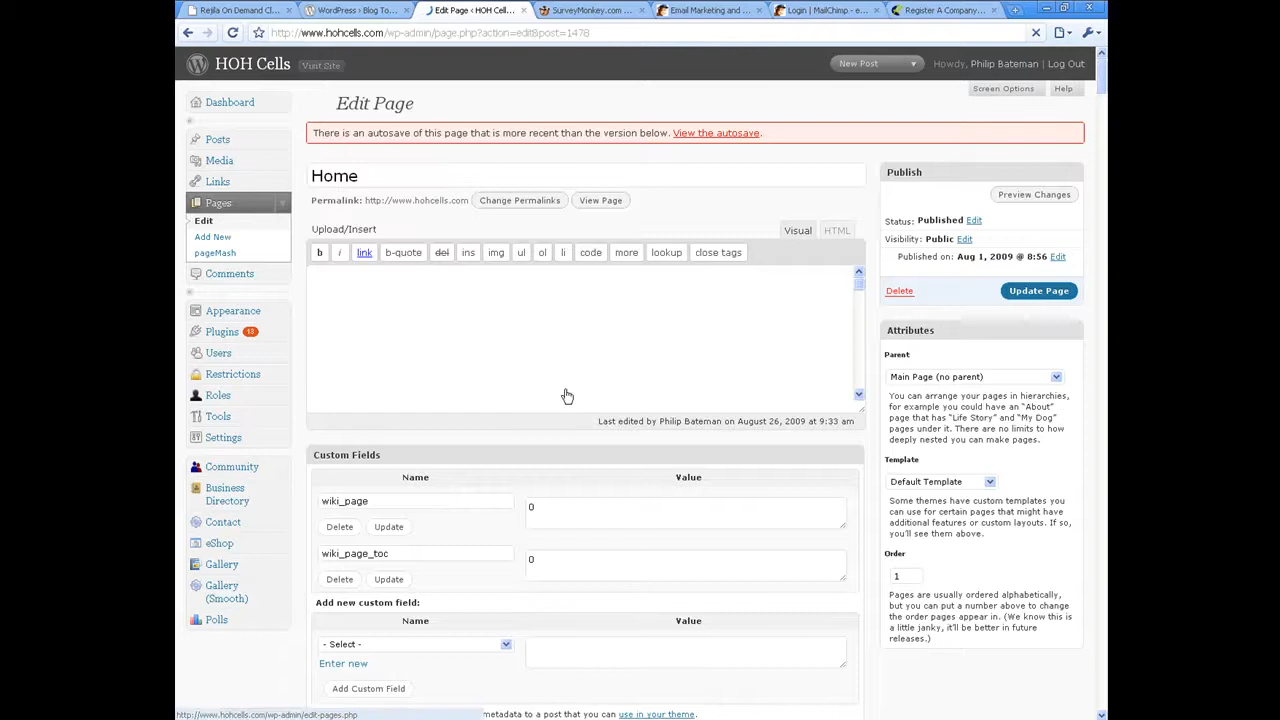 Rejila On Demand Cl...
WordPress › Blog To...
Edit Page ‹ HOH Cell...
SurveyMonkey.com ...
Email Marketing and ...
Login | MailChimp - e...
Register A Company...
http://www.hohcells.com/wp-admin/page.php?action=edit&post=1478
HOH Cells
Visit Site
New Post
Howdy, Philip Bateman | Log Out
Screen Options
Help
Dashboard
Posts
Media
Links
Pages
Edit
Add New
pageMash
Comments
Appearance
Plugins 13
Users
Restrictions
Roles
Tools
Settings
Community
Business
Directory
Contact
eShop
Gallery
Gallery
(Smooth)
Polls
Edit Page
There is an autosave of this page that is more recent than the version below. View the autosave.
Home
Permalink: http://www.hohcells.com Change Permalinks View Page
Upload/Insert
Visual HTML
b i link b-quote del ins img ul ol li code more lookup close tags
Last edited by Philip Bateman on August 26, 2009 at 9:33 am
Custom Fields
Name Value
wiki_page 0
Delete Update
wiki_page_toc 0
Delete Update
Add new custom field:
Name Value
- Select -
Enter new
Add Custom Field
metadata to a post that you can use in your theme.
Publish
Preview Changes
Status: Published Edit
Visibility: Public Edit
Published on: Aug 1, 2009 @ 8:56 Edit
Delete Update Page
Attributes
Parent
Main Page (no parent)
You can arrange your pages in hierarchies,
for example you could have an “About”
page that has “Life Story” and “My Dog”
pages under it. There are no limits to how
deeply nested you can make pages.
Template
Default Template
Some themes have custom templates you
can use for certain pages that might have
additional features or custom layouts. If so,
you’ll see them above.
Order
1
Pages are usually ordered alphabetically,
but you can put a number above to change
the order pages appear in. (We know this is
a little janky, it’ll be better in future
releases.)
http://www.hohcells.com/wp-admin/edit-pages.php